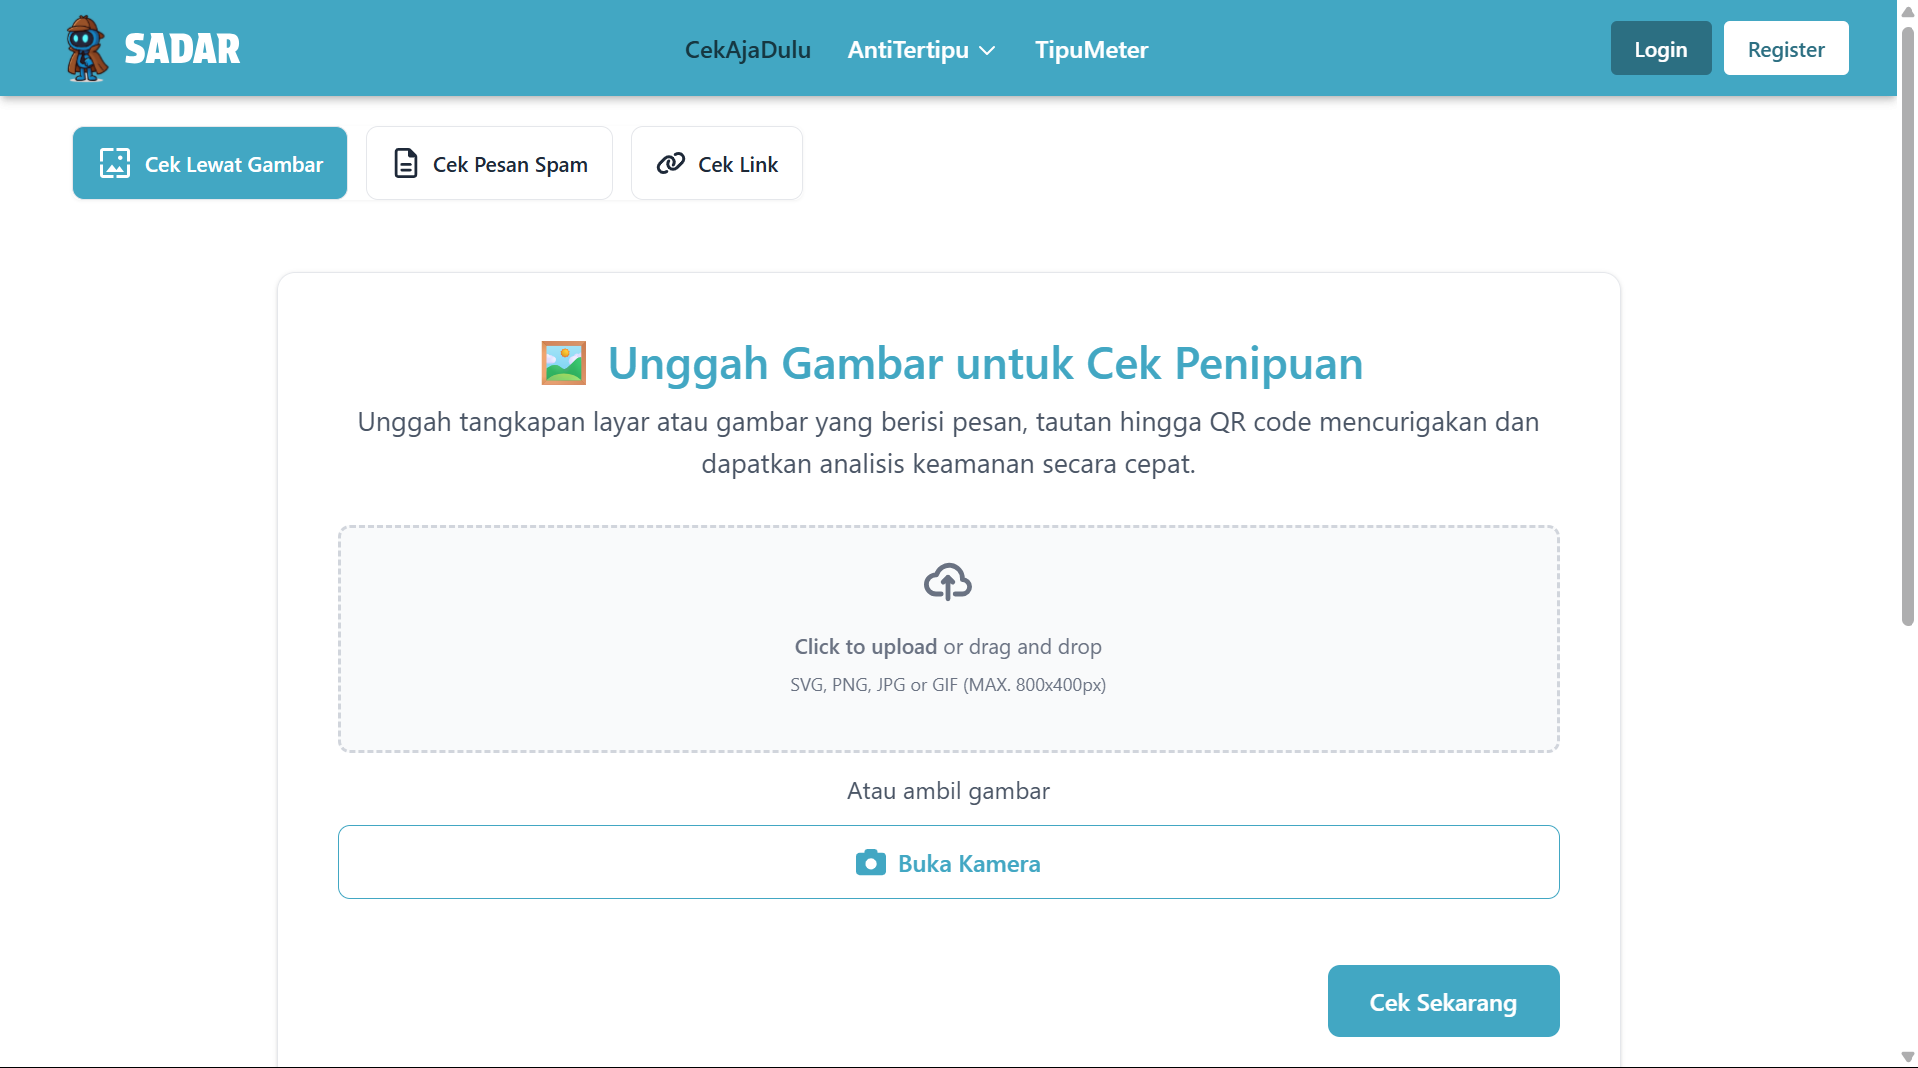 SADAR
CekAjaDulu
AntiTertipu
TipuMeter
Login
Register
Cek Lewat Gambar
Cek Pesan Spam
Cek Link
Unggah Gambar untuk Cek Penipuan
Unggah tangkapan layar atau gambar yang berisi pesan, tautan hingga QR code mencurigakan dan
dapatkan analisis keamanan secara cepat.
Click to upload or drag and drop
SVG, PNG, JPG or GIF (MAX. 800x400px)
Atau ambil gambar
Buka Kamera
Cek Sekarang